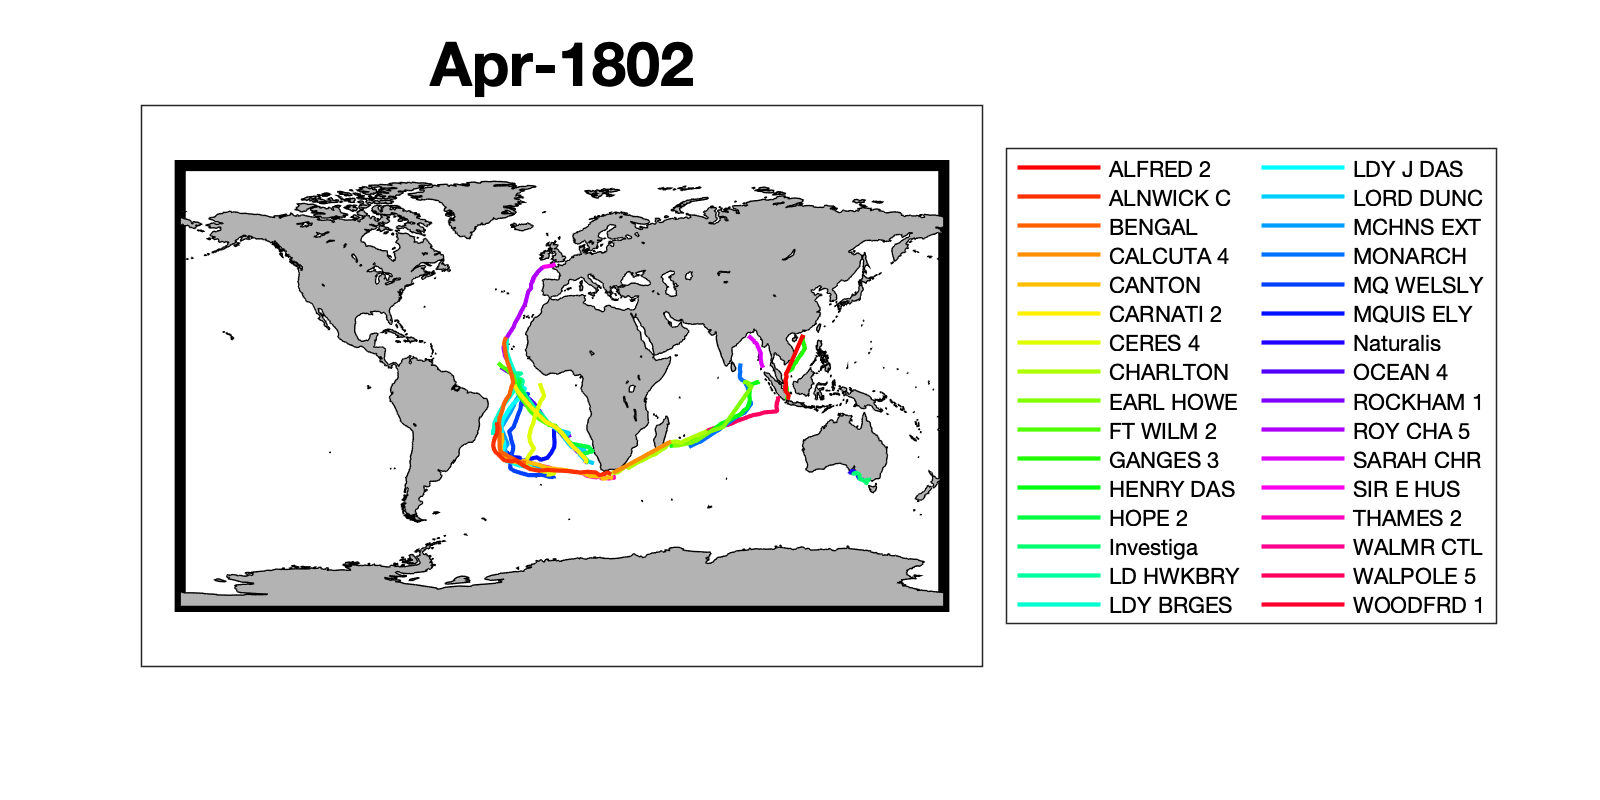 Apr-1802
ALFRED 2
ALNWICK C
BENGAL
CALCUTA 4
CANTON
CARNATI 2
CERES 4
CHARLTON
EARL HOWE
FT WILM 2
GANGES 3
HENRY DAS
HOPE 2
Investiga
LD HWKBRY
LDY BRGES
LDY J DAS
LORD DUNC
MCHNS EXT
MONARCH
MQ WELSLY
MQUIS ELY
Naturalis
OCEAN 4
ROCKHAM 1
ROY CHA 5
SARAH CHR
SIR E HUS
THAMES 2
WALMR CTL
WALPOLE 5
WOODFRD 1